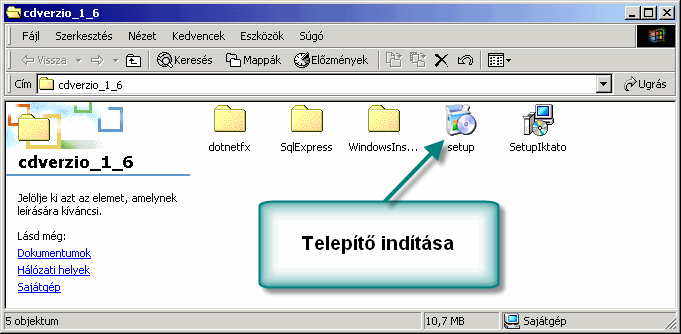 cdverzio_1_6
Fájl Szerkesztés Nézet Kedvencek Eszközök Súgó
Vissza Keresés Mappák Előzmények
Cím cdverzio_1_6 Ugrás
cdverzio_1_6
Jelölje ki azt az elemet, amelynek
leírására kíváncsi.
Lásd még:
Dokumentumok
Hálózati helyek
Sajátgép
dotnetfx SqlExpress WindowsIns... setup SetupIktato
Telepítő indítása
5 objektum 10,7 MB Sajátgép